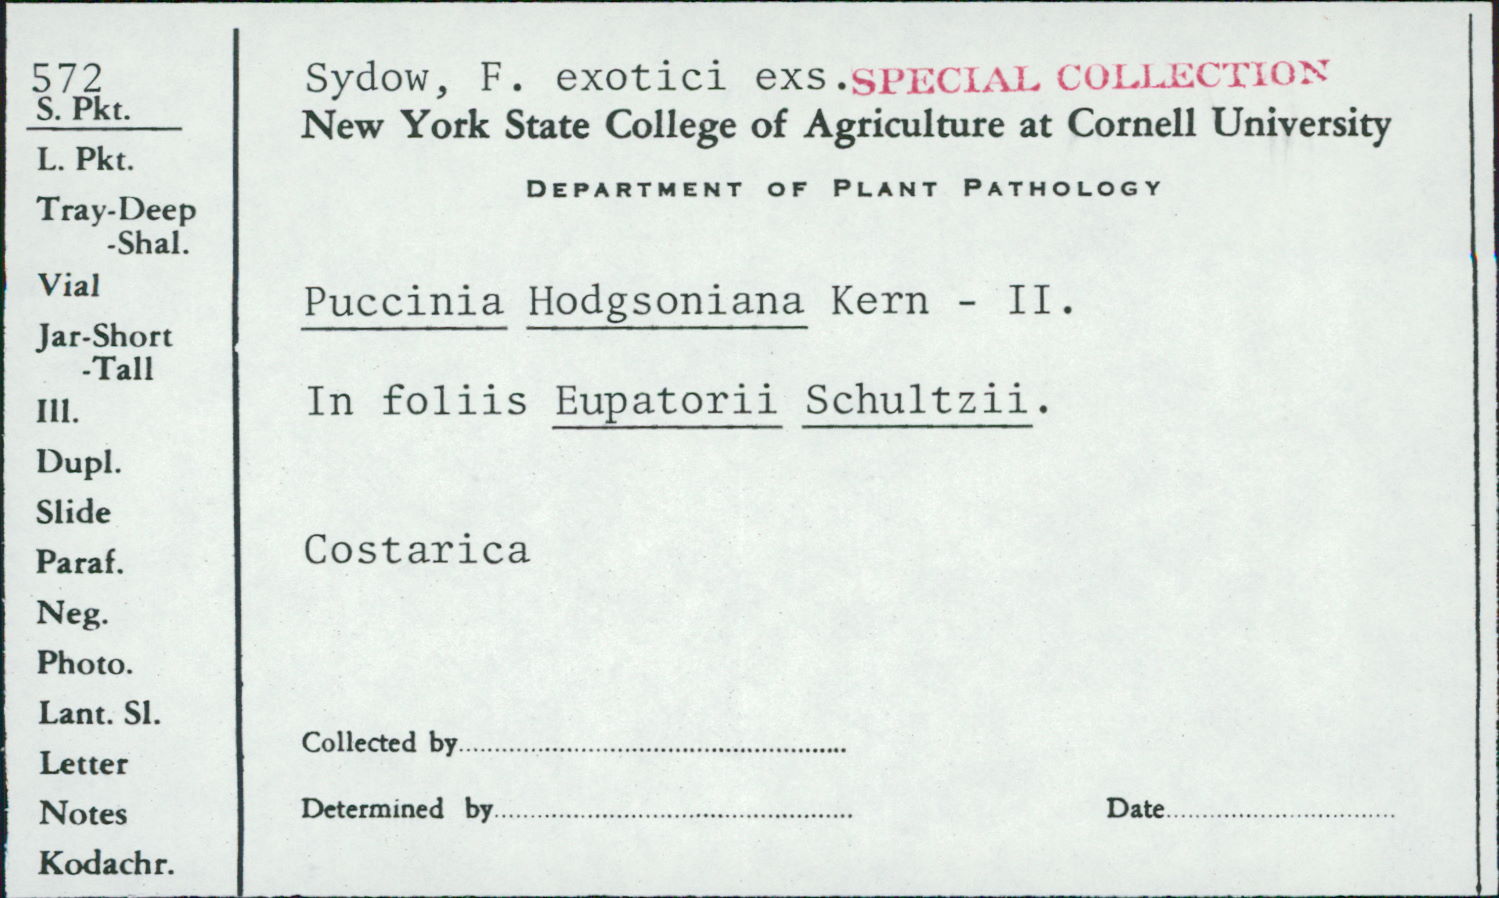 572
S. Pkt.
L. Pkt.
Tray-Deep
-Shal.
Vial
Jar-Short
-Tall
Ill.
Dupl.
Slide
Paraf.
Neg.
Photo.
Lant. Sl.
Letter
Notes
Kodachr.
Sydow, F. exotici exs. SPECIAL COLLECTION
New York State College of Agriculture at Cornell University
DEPARTMENT OF PLANT PATHOLOGY
Puccinia Hodgsoniana Kern - II.
In foliis Eupatorii Schultzii.
Costarica
Collected by
Determined by
Date